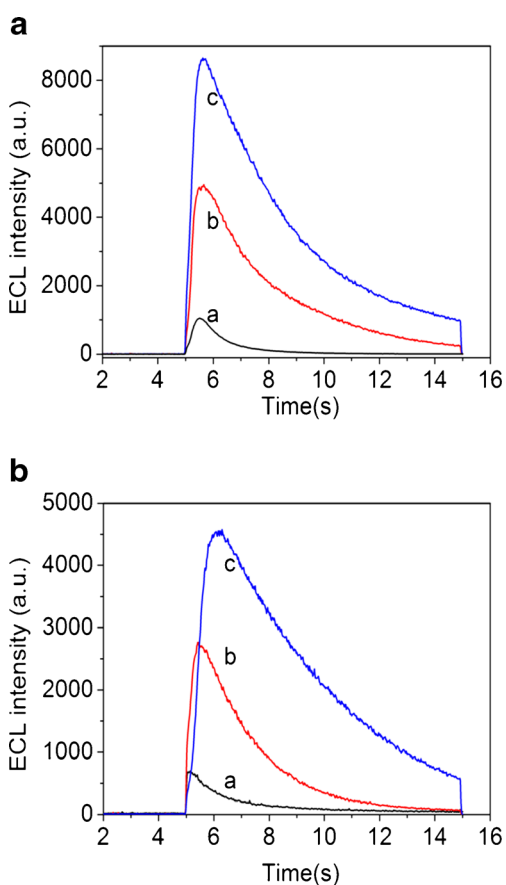 a
ECL intensity (a.u.)
8000
6000
4000
2000
0
c
b
a
2 4 6 8 10 12 14 16
Time(s)
b
ECL intensity (a.u.)
5000
4000
3000
2000
1000
0
c
b
a
2 4 6 8 10 12 14 16
Time(s)